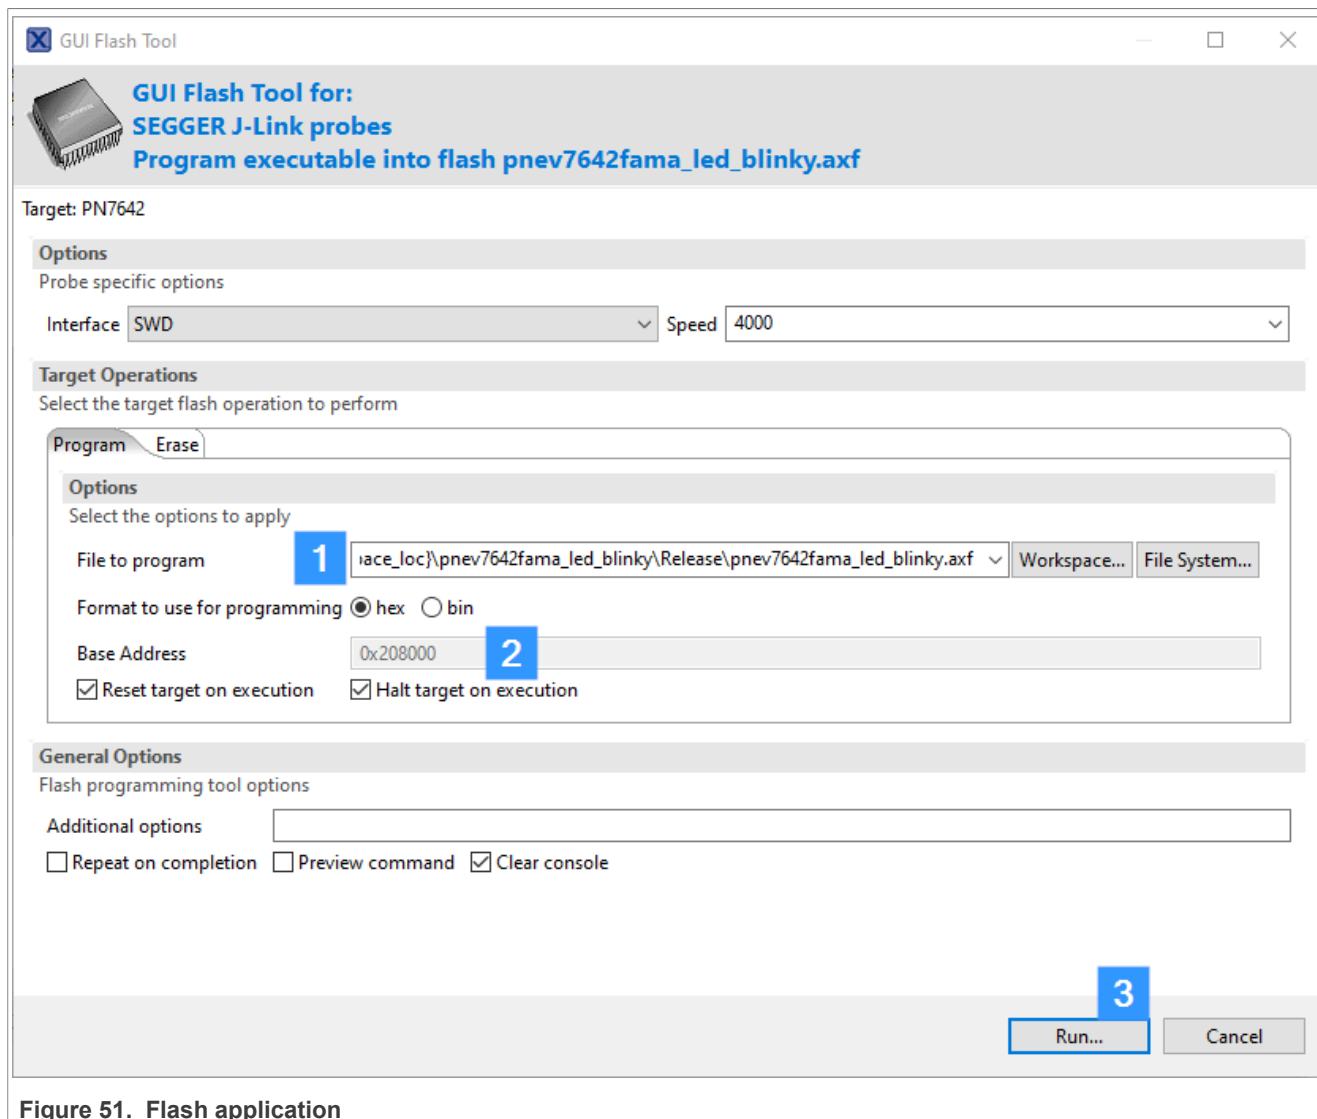 GUI Flash Tool
GUI Flash Tool for:
SEGGER J-Link probes
Program executable into flash pnev7642fama_led_blinky.axf
Target: PN7642
Options
Probe specific options
Interface SWD Speed 4000
Target Operations
Select the target flash operation to perform
Program Erase
Options
Select the options to apply
File to program 1 ace_loc}\pnev7642fama_led_blinky\Release\pnev7642fama_led_blinky.axf Workspace... File System...
Format to use for programming hex bin
Base Address 0x208000 2
Reset target on execution Halt target on execution
General Options
Flash programming tool options
Additional options
Repeat on completion Preview command Clear console
3
Run... Cancel
Figure 51. Flash application